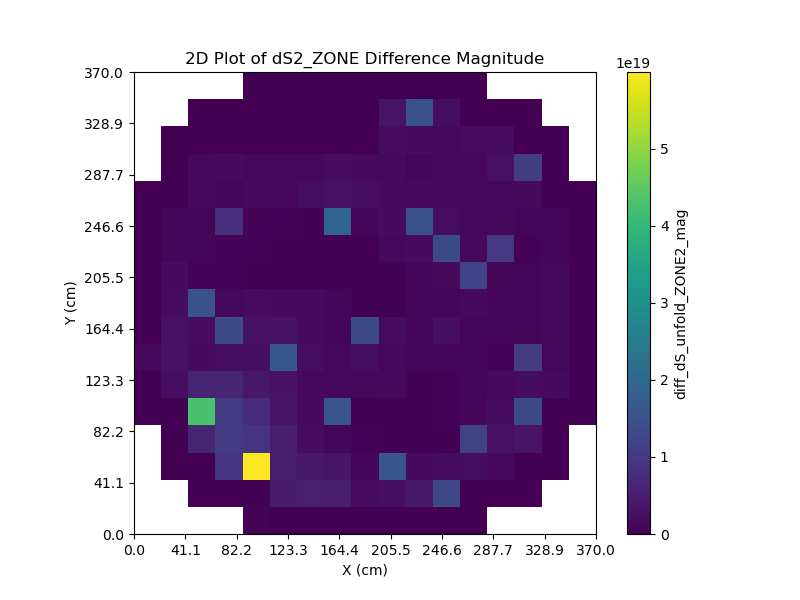 2D Plot of dS2_ZONE Difference Magnitude
1e19
370.0
328.9
287.7
246.6
205.5
164.4
123.3
82.2
41.1
0.0
Y (cm)
0.0 41.1 82.2 123.3 164.4 205.5 246.6 287.7 328.9 370.0
X (cm)
5
4
3
2
1
0
diff_dS_unfold_ZONE2_mag